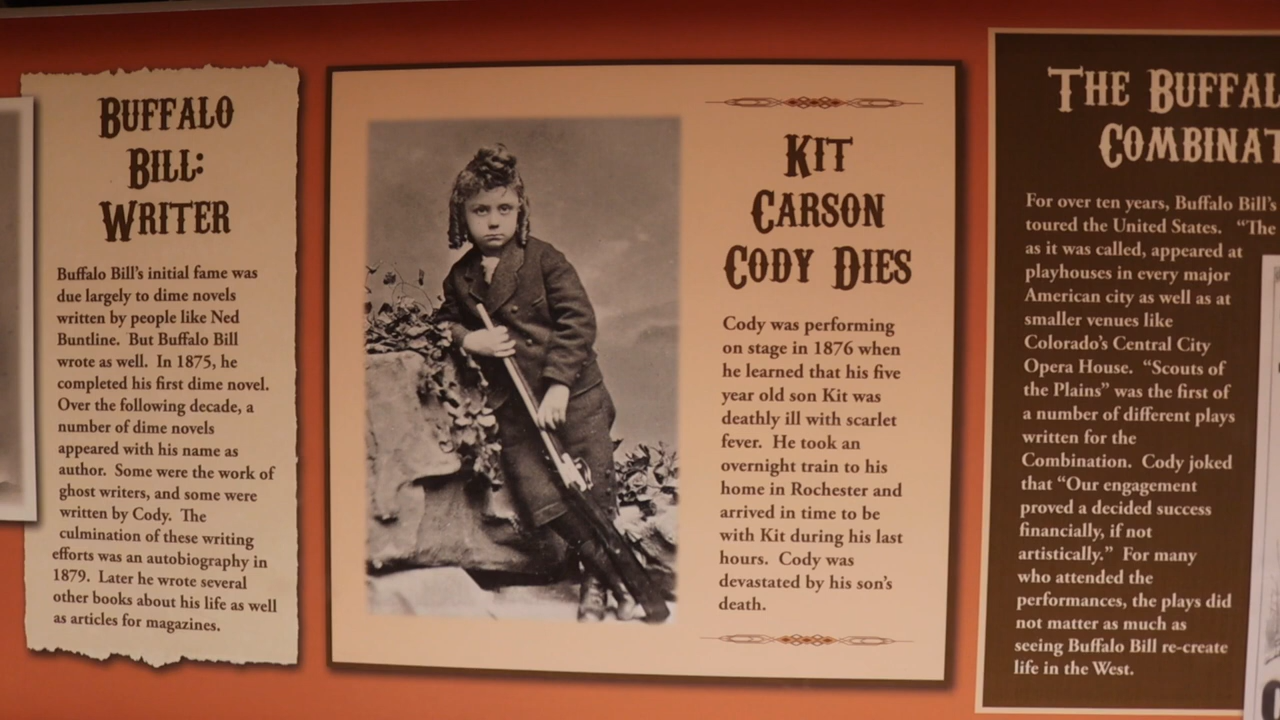 BUFFALO
BILL:
WRITER
Buffalo Bill's initial fame was
due largely to dime novels
written by people like Ned
Buntline. But Buffalo Bill
wrote as well. In 1875, he
completed his first dime novel.
Over the following decade, a
number of dime novels
appeared with his name as
author. Some were the work of
ghost writers, and some were
written by Cody. The
culmination of these writing
efforts was an autobiography in
1879. Later he wrote several
other books about his life as well
as articles for magazines.
KIT
CARSON
CODY DIES
Cody was performing
on stage in 1876 when
he learned that his five
year old son Kit was
deathly ill with scarlet
fever. He took an
overnight train to his
home in Rochester and
arrived in time to be
with Kit during his last
hours. Cody was
devastated by his son's
death.
THE BUFFAL
COMBINAT
For over ten years, Buffalo Bill's
toured the United States. "The
as it was called, appeared at
playhouses in every major
American city as well as at
smaller venues like
Colorado's Central City
Opera House. "Scouts of
the Plains" was the first of
a number of different plays
written for the
Combination. Cody joked
that "Our engagement
proved a decided success
financially, if not
artistically." For many
who attended the
performances, the plays did
not matter as much as
seeing Buffalo Bill re-create
life in the West.